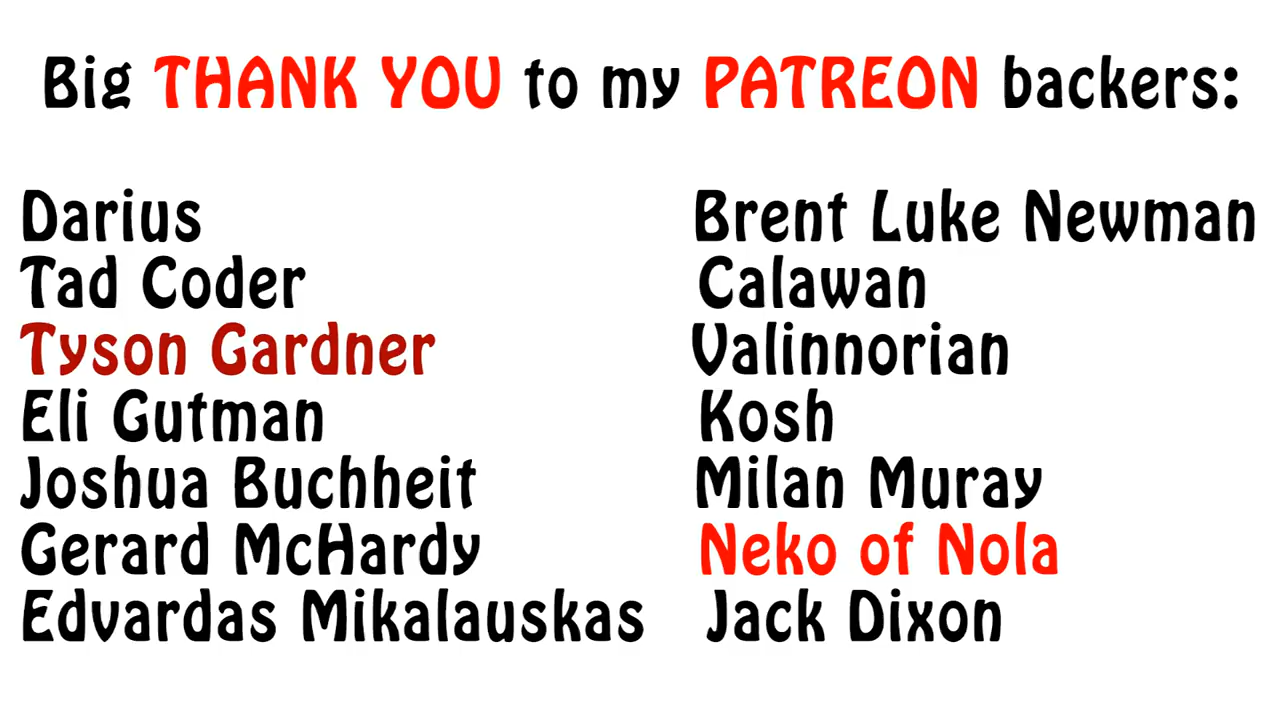 Big THANK YOU to my PATREON backers:
Darius
Tad Coder
Tyson Gardner
Eli Gutman
Joshua Buchheit
Gerard McHardy
Edvardas Mikalauskas
Brent Luke Newman
Calawan
Valinnorian
Kosh
Milan Muray
Neko of Nola
Jack Dixon